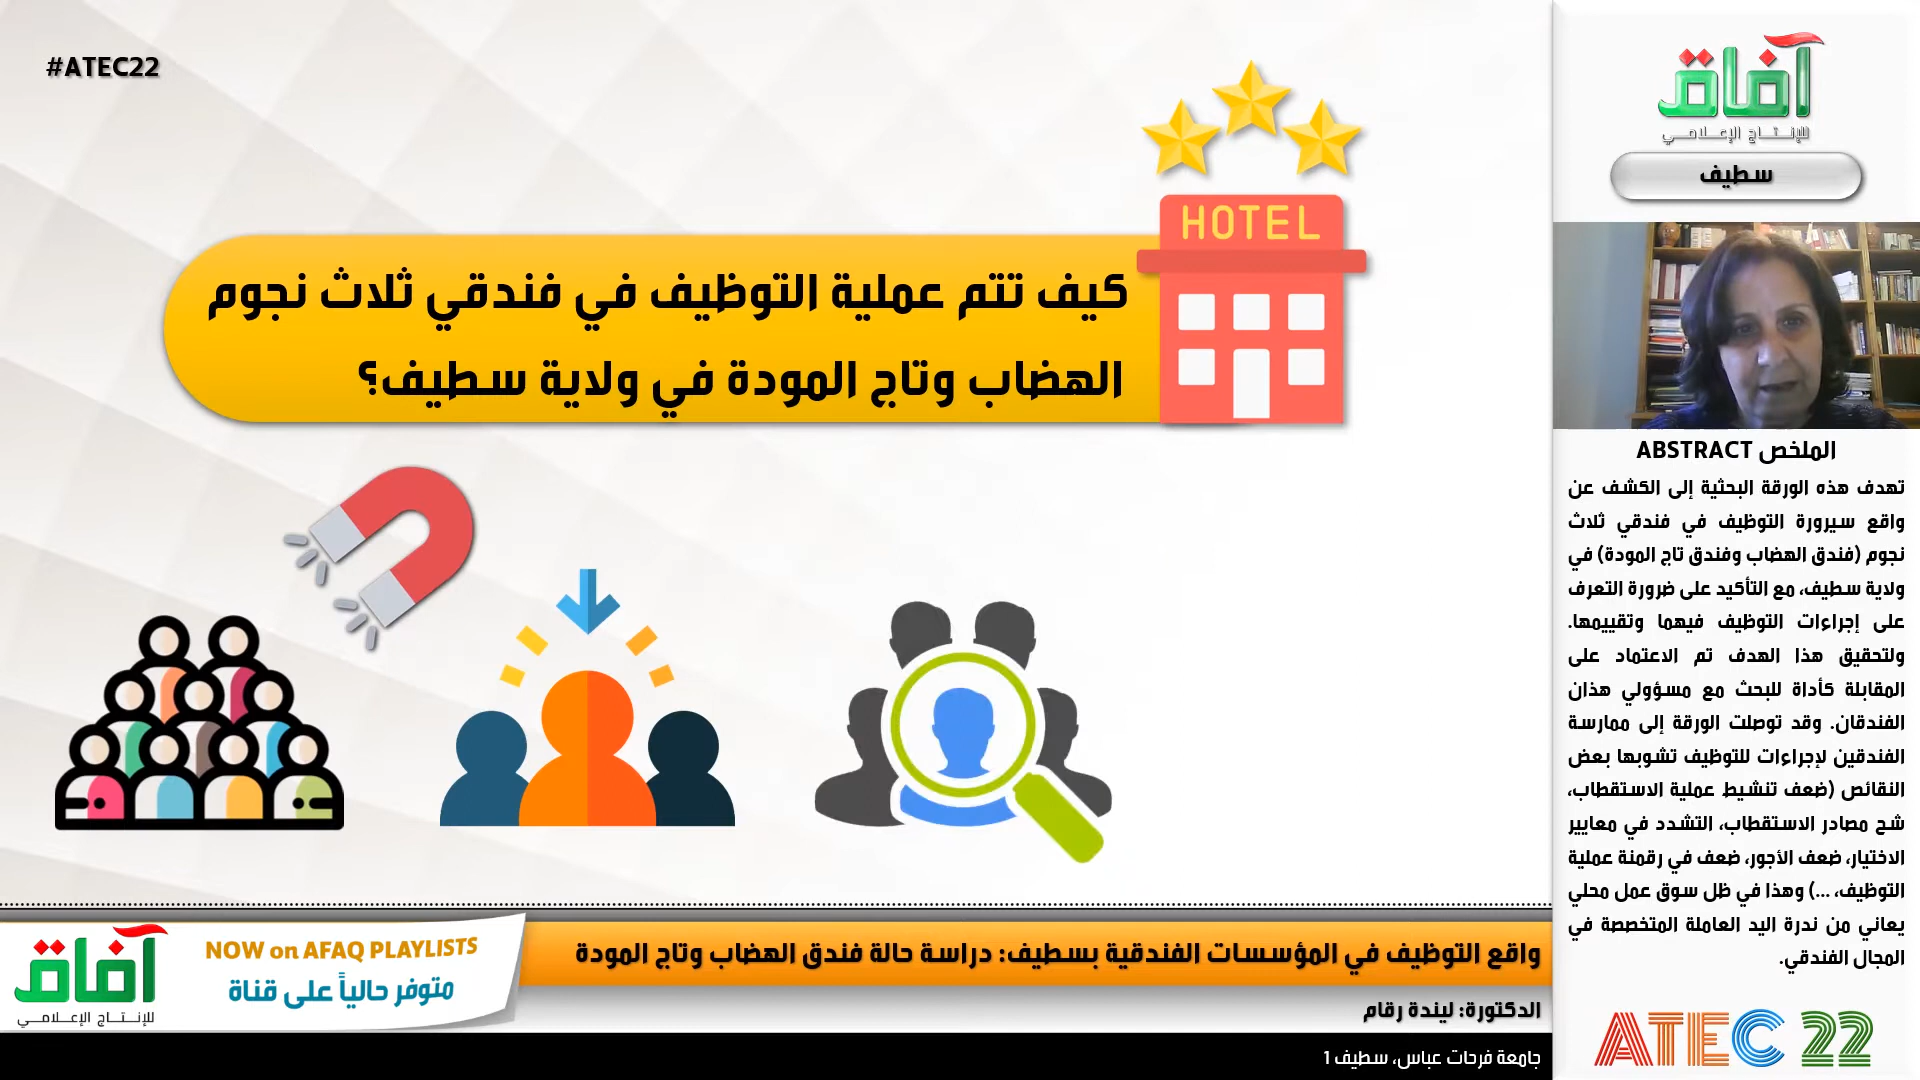 #ATEC22
HOTEL
كيف تتم عملية التوظيف في فندقي ثلاث نجوم
الهضاب وتاج المودة في ولاية سطيف؟
آفاق
للإنتاج الإعلامي
سطيف
الملخص ABSTRACT
تهدف هذه الورقة البحثية إلى الكشف عن
واقع سيرورة التوظيف في فندقي ثلاث
نجوم (فندق الهضاب وفندق تاج المودة) في
ولاية سطيف، مع التأكيد على ضرورة التعرف
على إجراءات التوظيف فيهما وتقييمها.
ولتحقيق هذا الهدف تم الاعتماد على
المقابلة كأداة للبحث مع مسؤولي هذان
الفندقان. وقد توصلت الورقة إلى ممارسة
الفندقين لإجراءات للتوظيف تشوبها بعض
النقائص (ضعف تنشيط عملية الاستقطاب،
شح مصادر الاستقطاب، التشدد في معايير
الاختيار، ضعف الأجور، ضعف في رقمنة عملية
التوظيف، ...) وهذا في ظل سوق عمل محلي
يعاني من ندرة اليد العاملة المتخصصة في
المجال الفندقي.
ATEC 22
آفاق
للإنتاج الإعلامي
NOW on AFAQ PLAYLISTS
متوفر حالياً على قناة
واقع التوظيف في المؤسسات الفندقية بسطيف: دراسة حالة فندق الهضاب وتاج المودة
الدكتورة: ليندة رقام
جامعة فرحات عباس، سطيف 1